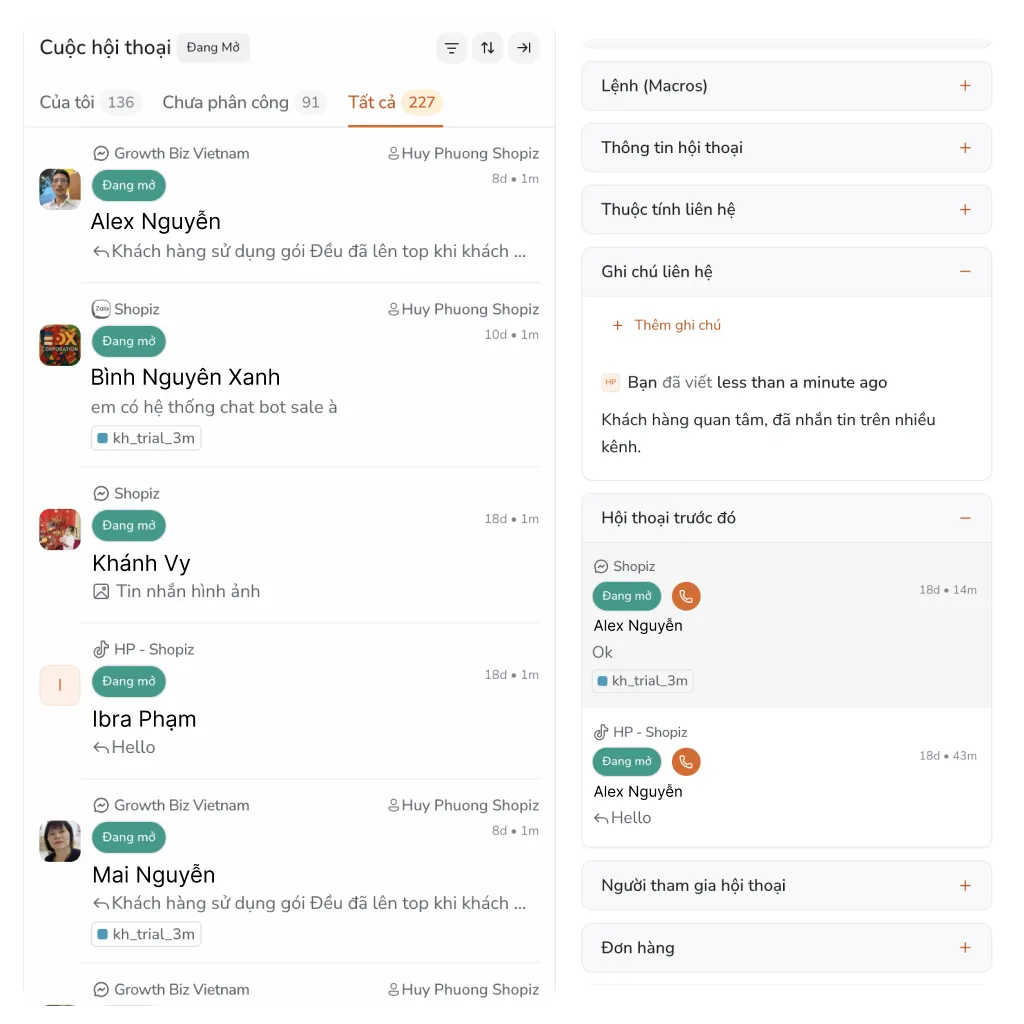 Cuộc hội thoại Đang Mở
Của tôi 136 Chưa phân công 91 Tất cả 227
Growth Biz Vietnam Huy Phuong Shopiz
Đang mở 8d • 1m
Alex Nguyễn
Khách hàng sử dụng gói Đều đã lên top khi khách ...
Zalo Shopiz Huy Phuong Shopiz
EDX CORPORATION
Đang mở 10d • 1m
Bình Nguyên Xanh
em có hệ thống chat bot sale à
kh_trial_3m
Shopiz
Đang mở 18d • 1m
Khánh Vy
Tin nhắn hình ảnh
HP - Shopiz
I Đang mở 18d • 1m
Ibra Phạm
Hello
Growth Biz Vietnam Huy Phuong Shopiz
Đang mở 8d • 1m
Mai Nguyễn
Khách hàng sử dụng gói Đều đã lên top khi khách ...
kh_trial_3m
Growth Biz Vietnam Huy Phuong Shopiz
Lệnh (Macros) +
Thông tin hội thoại +
Thuộc tính liên hệ +
Ghi chú liên hệ −
+ Thêm ghi chú
HP Bạn đã viết less than a minute ago
Khách hàng quan tâm, đã nhắn tin trên nhiều
kênh.
Hội thoại trước đó −
Shopiz
Đang mở 18d • 14m
Alex Nguyễn
Ok
kh_trial_3m
HP - Shopiz
Đang mở 18d • 43m
Alex Nguyễn
Hello
Người tham gia hội thoại +
Đơn hàng +